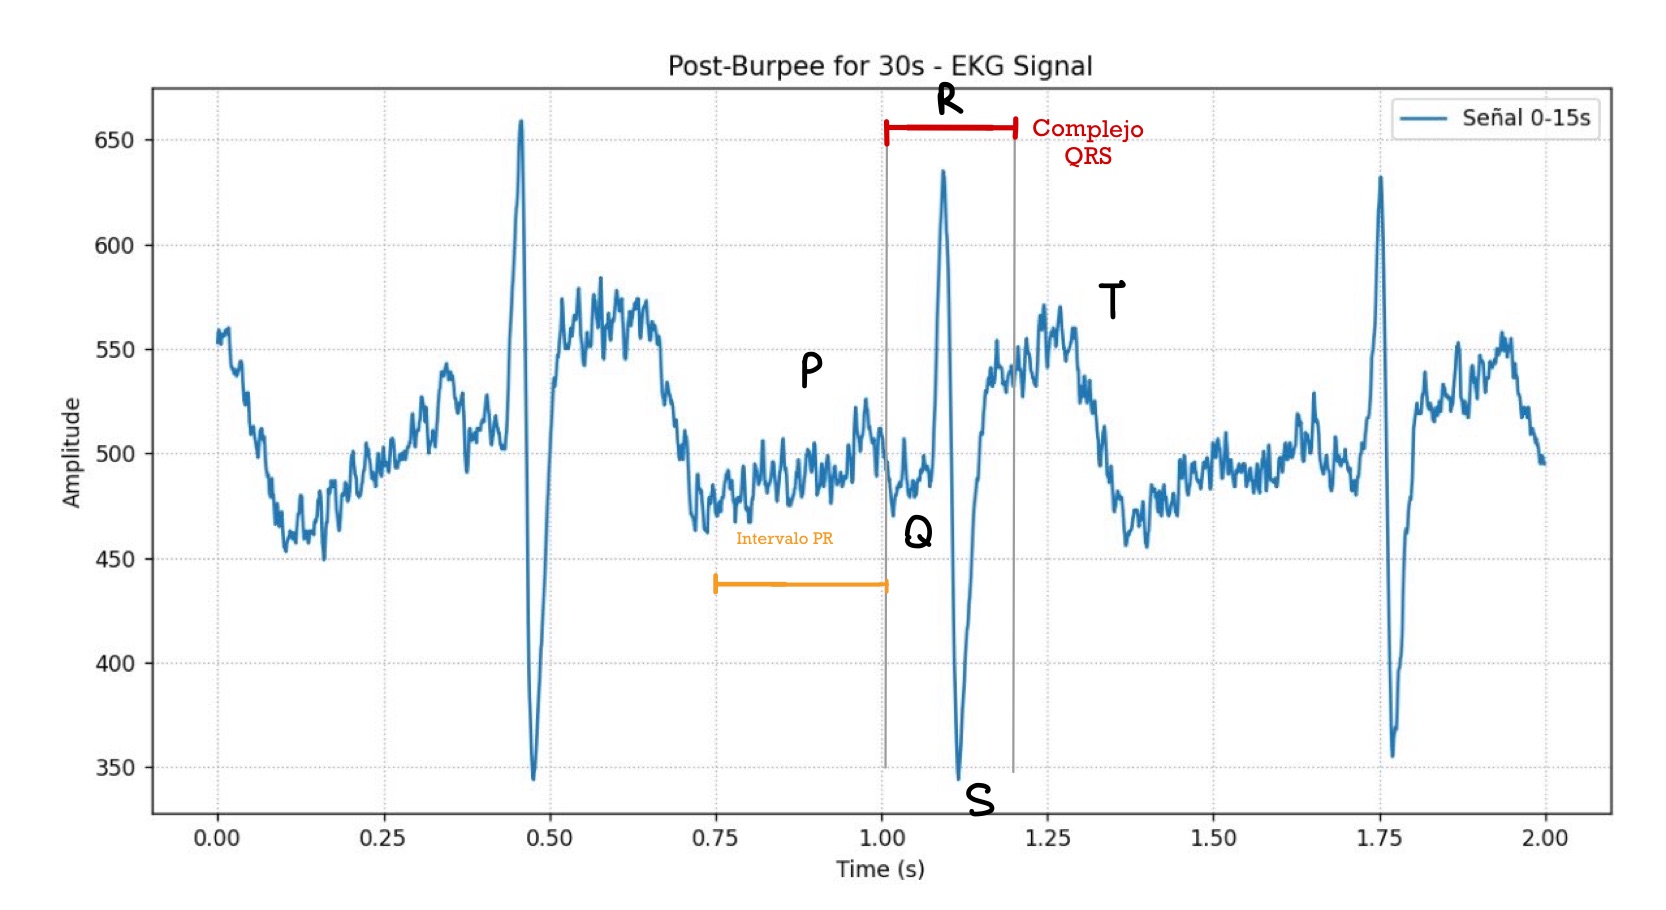 Post-Burpee for 30s - EKG Signal
R
Señal 0-15s
Complejo
QRS
650
600
T
550
P
500
Q
Intervalo PR
450
400
350
S
Amplitude
0.00 0.25 0.50 0.75 1.00 1.25 1.50 1.75 2.00
Time (s)